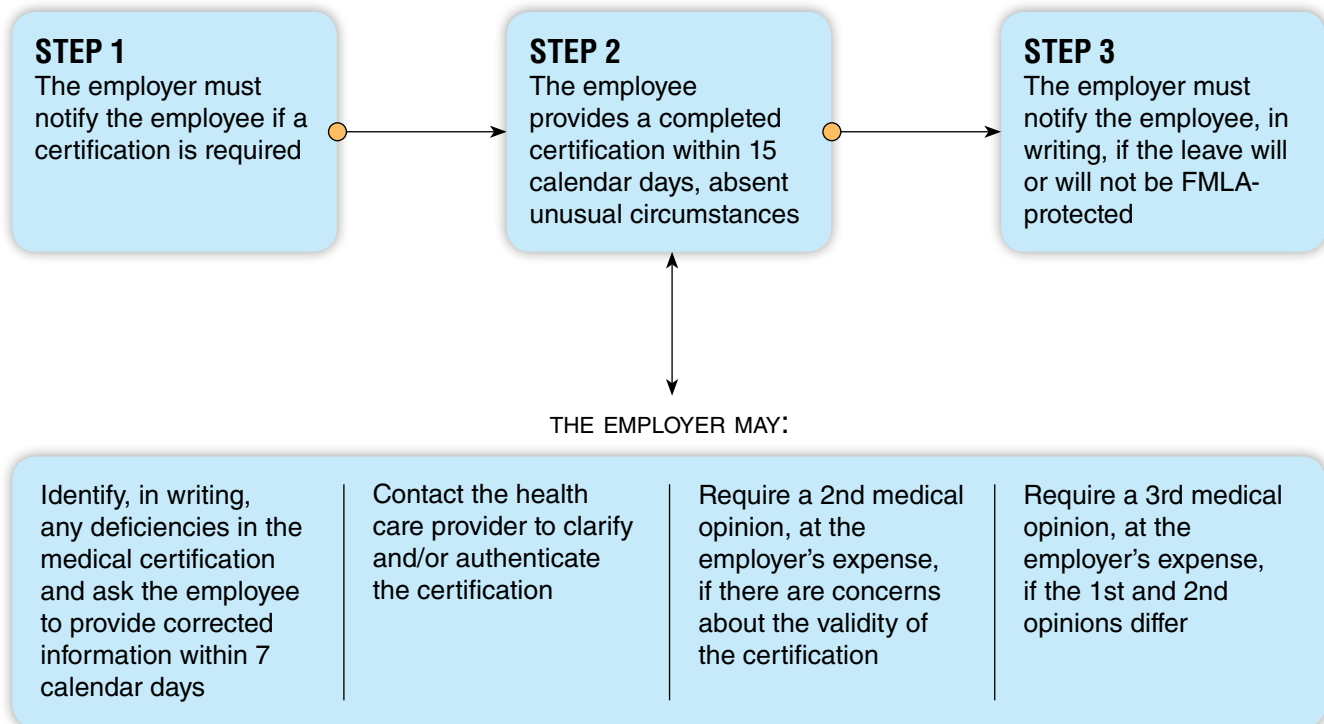 STEP 1
The employer must
notify the employee if a
certification is required
STEP 2
The employee
provides a completed
certification within 15
calendar days, absent
unusual circumstances
STEP 3
The employer must
notify the employee, in
writing, if the leave will
or will not be FMLA-
protected
THE EMPLOYER MAY:
Identify, in writing,
any deficiencies in the
medical certification
and ask the employee
to provide corrected
information within 7
calendar days
Contact the health
care provider to clarify
and/or authenticate
the certification
Require a 2nd medical
opinion, at the
employer’s expense,
if there are concerns
about the validity of
the certification
Require a 3rd medical
opinion, at the
employer’s expense,
if the 1st and 2nd
opinions differ